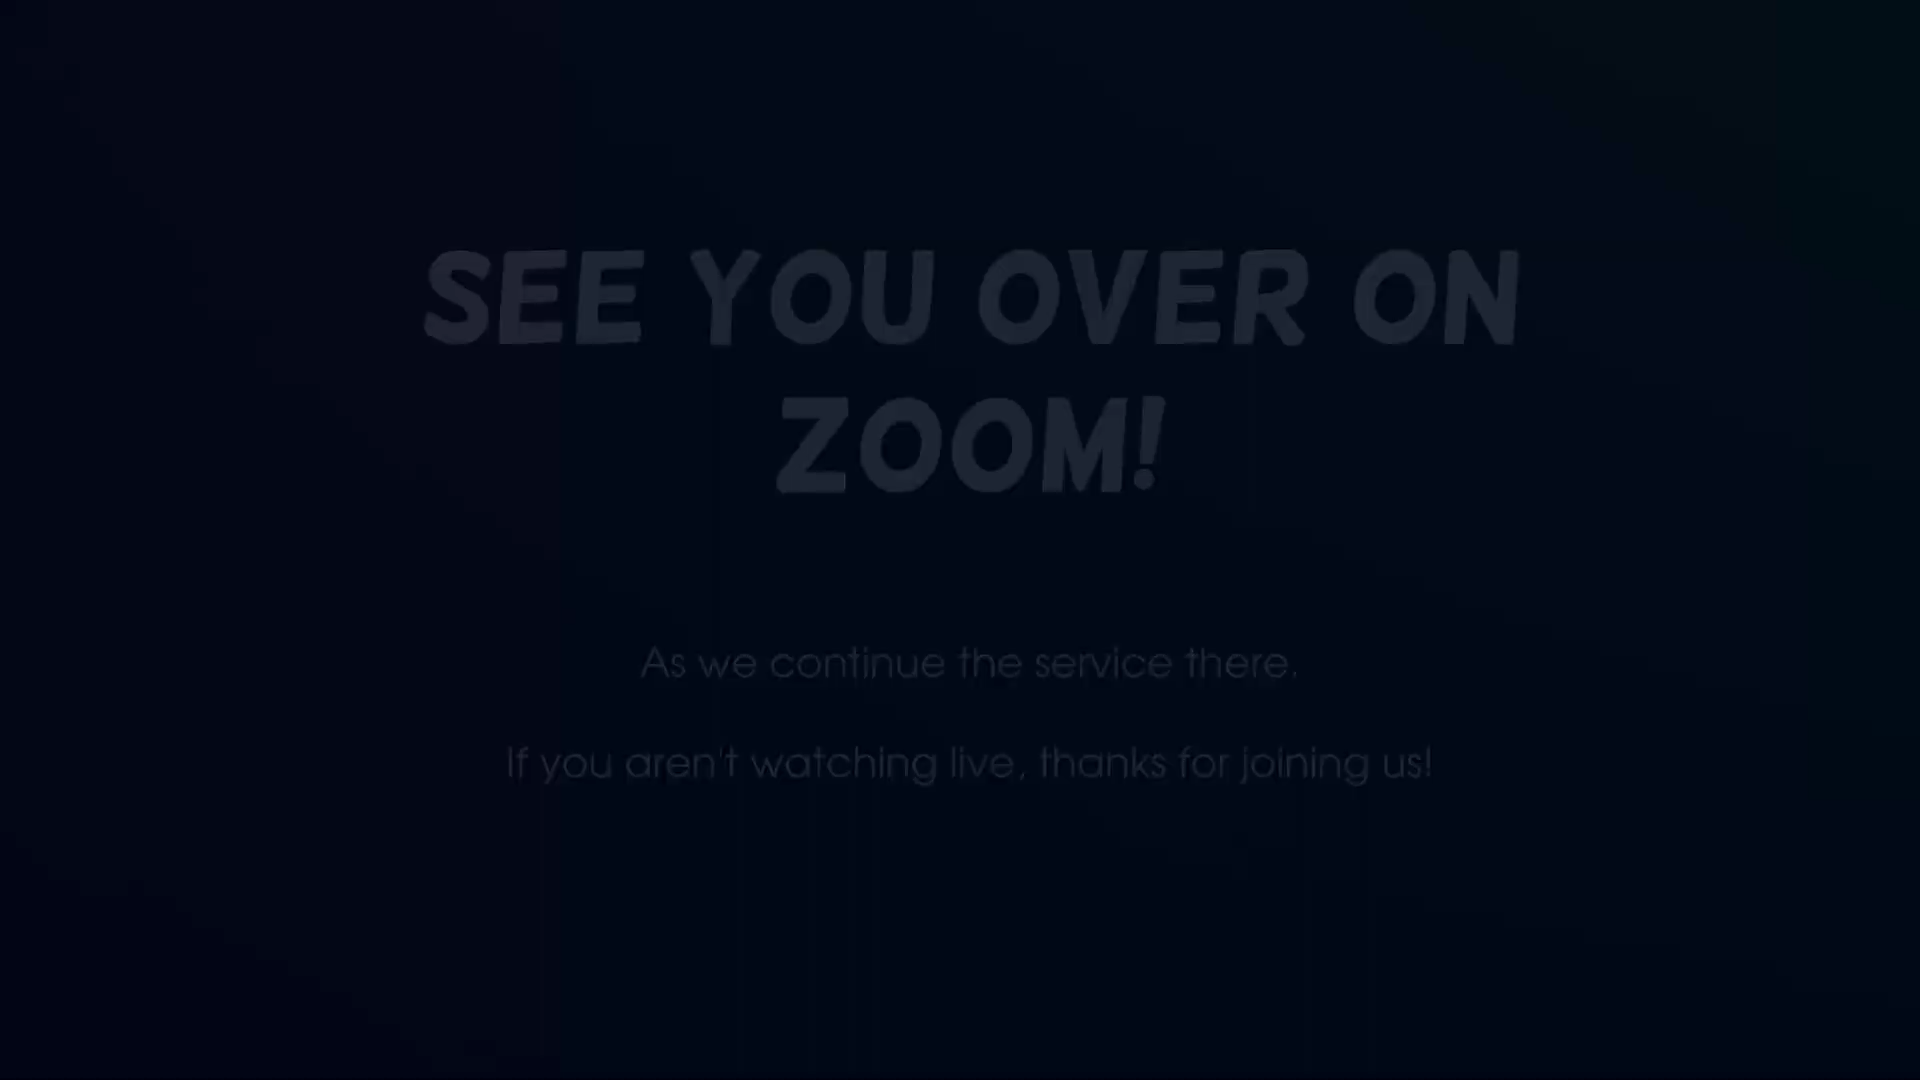 SEE YOU OVER ON
ZOOM!
As we continue the service there.
If you aren't watching live, thanks for joining us!